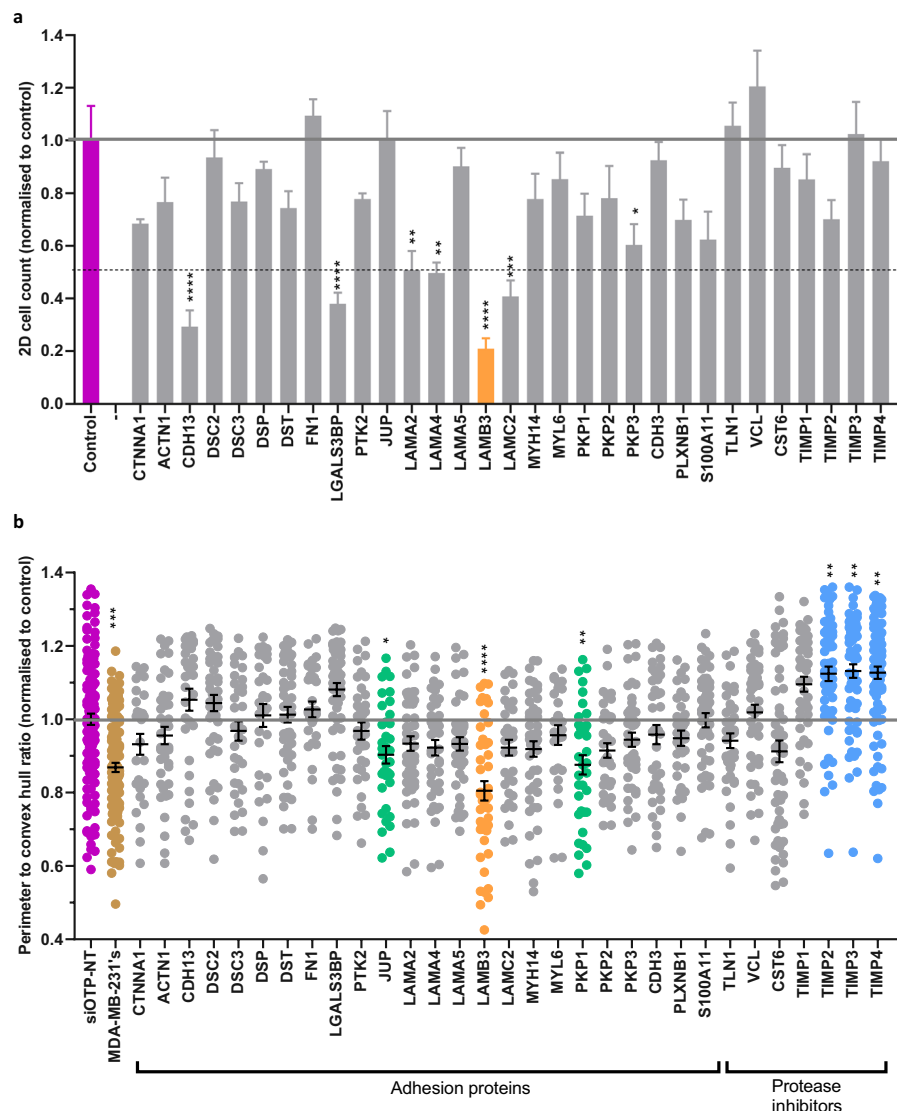 a
2D cell count (normalised to control)
1.4
1.2
1.0
0.8
0.6
0.4
0.2
0.0
****
****
**
**
****
***
*
Control
-
CTNNA1
ACTN1
CDH13
DSC2
DSC3
DSP
DST
FN1
LGALS3BP
PTK2
JUP
LAMA2
LAMA4
LAMA5
LAMB3
LAMC2
MYH14
MYL6
PKP1
PKP2
PKP3
CDH3
PLXNB1
S100A11
TLN1
VCL
CST6
TIMP1
TIMP2
TIMP3
TIMP4
b
Perimeter to convex hull ratio (normalised to control)
1.4
1.2
1.0
0.8
0.6
0.4
***
*
****
**
**
**
**
siOTP-NT
MDA-MB-231's
CTNNA1
ACTN1
CDH13
DSC2
DSC3
DSP
DST
FN1
LGALS3BP
PTK2
JUP
LAMA2
LAMA4
LAMA5
LAMB3
LAMC2
MYH14
MYL6
PKP1
PKP2
PKP3
CDH3
PLXNB1
S100A11
TLN1
VCL
CST6
TIMP1
TIMP2
TIMP3
TIMP4
Adhesion proteins
Protease
inhibitors